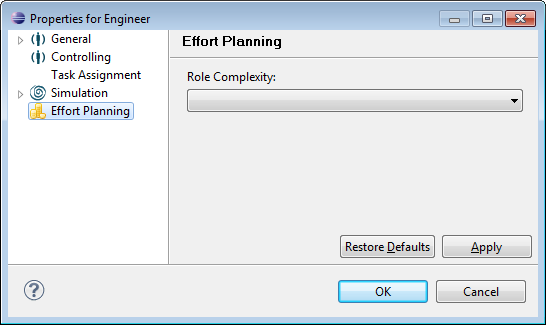 Properties for Engineer
General
Controlling
Task Assignment
Simulation
Effort Planning
Effort Planning
Role Complexity:
Restore Defaults
Apply
?
OK
Cancel